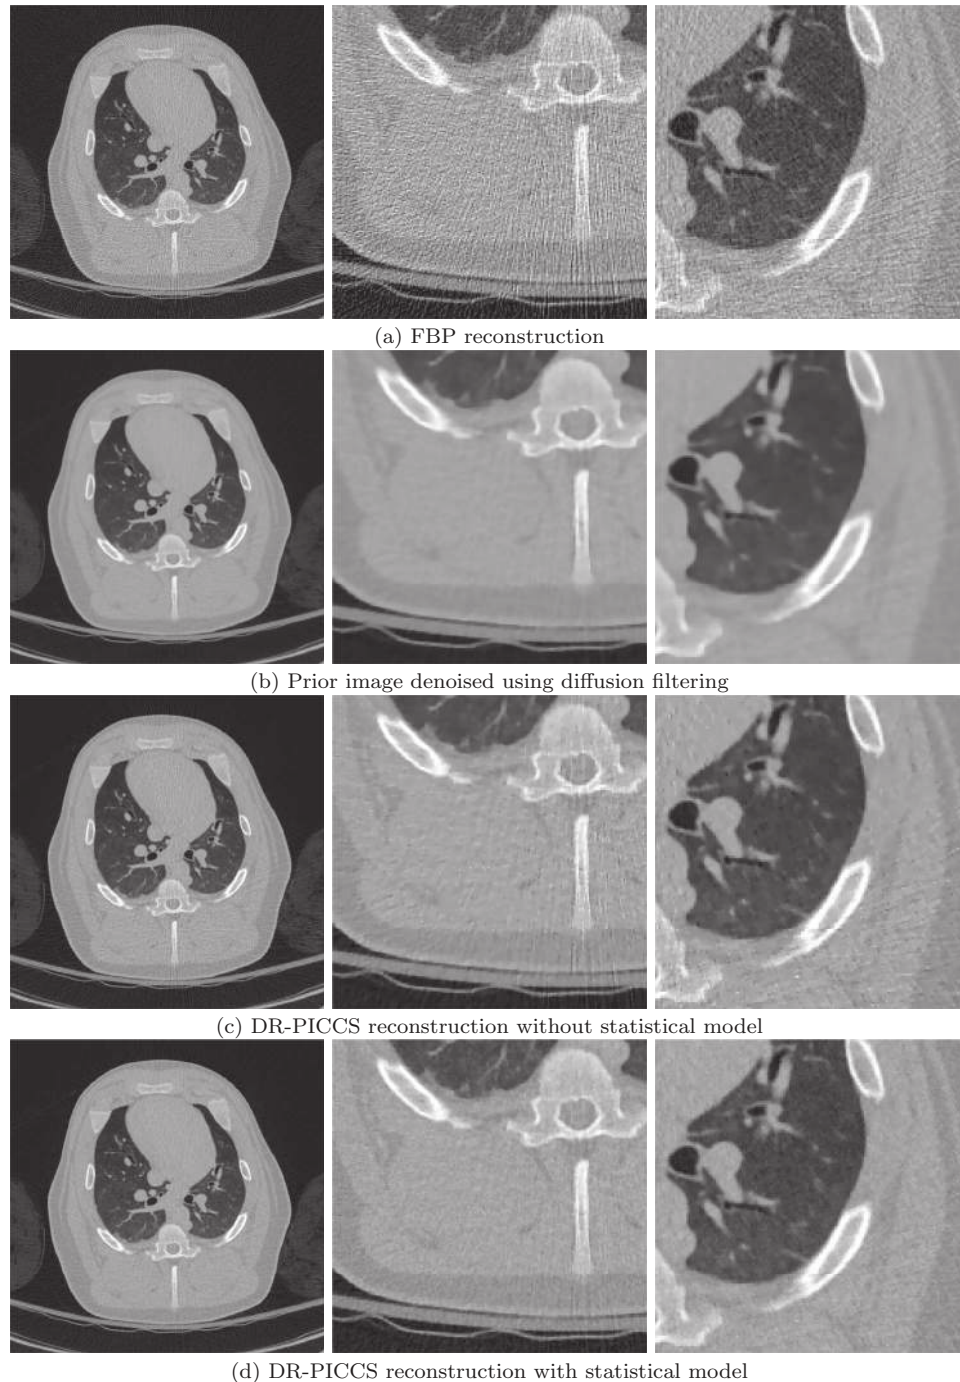 (a) FBP reconstruction
(b) Prior image denoised using diffusion filtering
(c) DR-PICCS reconstruction without statistical model
(d) DR-PICCS reconstruction with statistical model